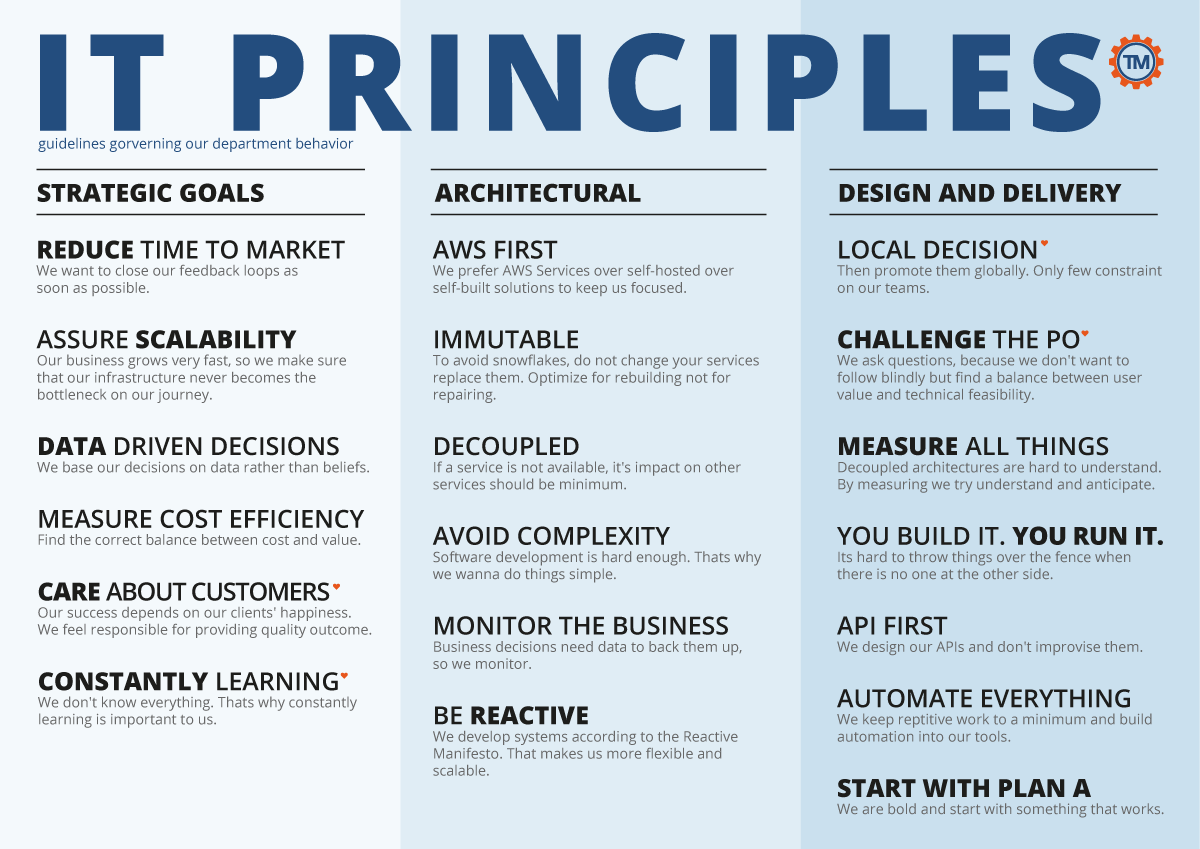 IT PRINCIPLES
TM
guidelines gorverning our department behavior
STRATEGIC GOALS
REDUCE TIME TO MARKET
We want to close our feedback loops as
soon as possible.
ASSURE SCALABILITY
Our business grows very fast, so we make sure
that our infrastructure never becomes the
bottleneck on our journey.
DATA DRIVEN DECISIONS
We base our decisions on data rather than beliefs.
MEASURE COST EFFICIENCY
Find the correct balance between cost and value.
CARE ABOUT CUSTOMERS
Our success depends on our clients' happiness.
We feel responsible for providing quality outcome.
CONSTANTLY LEARNING
We don't know everything. Thats why constantly
learning is important to us.
ARCHITECTURAL
AWS FIRST
We prefer AWS Services over self-hosted over
self-built solutions to keep us focused.
IMMUTABLE
To avoid snowflakes, do not change your services
replace them. Optimize for rebuilding not for
repairing.
DECOUPLED
If a service is not available, it's impact on other
services should be minimum.
AVOID COMPLEXITY
Software development is hard enough. Thats why
we wanna do things simple.
MONITOR THE BUSINESS
Business decisions need data to back them up,
so we monitor.
BE REACTIVE
We develop systems according to the Reactive
Manifesto. That makes us more flexible and
scalable.
DESIGN AND DELIVERY
LOCAL DECISION
Then promote them globally. Only few constraint
on our teams.
CHALLENGE THE PO
We ask questions, because we don't want to
follow blindly but find a balance between user
value and technical feasibility.
MEASURE ALL THINGS
Decoupled architectures are hard to understand.
By measuring we try understand and anticipate.
YOU BUILD IT. YOU RUN IT.
Its hard to throw things over the fence when
there is no one at the other side.
API FIRST
We design our APIs and don't improvise them.
AUTOMATE EVERYTHING
We keep reptitive work to a minimum and build
automation into our tools.
START WITH PLAN A
We are bold and start with something that works.